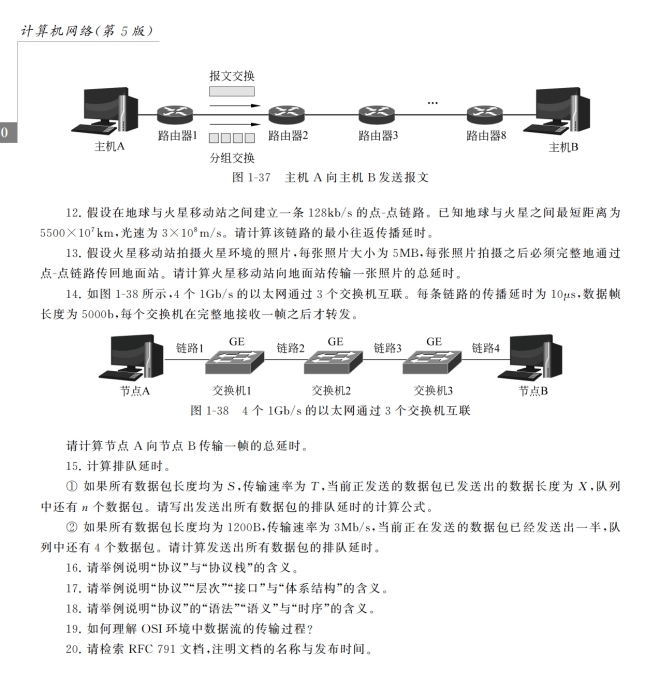 计算机网络(第 5 版)
0
报文交换
...
主机A
路由器1
路由器2
路由器3
路由器8
主机B
分组交换
图 1-37 主机 A 向主机 B 发送报文
12. 假设在地球与火星移动站之间建立一条 128kb/s 的点-点链路。已知地球与火星之间最短距离为
5500×10⁷km,光速为 3×10⁸m/s。请计算该链路的最小往返传播延时。
13. 假设火星移动站拍摄火星环境的照片,每张照片大小为 5MB,每张照片拍摄之后必须完整地通过
点-点链路传回地面站。请计算火星移动站向地面站传输一张照片的总延时。
14. 如图 1-38 所示,4 个 1Gb/s 的以太网通过 3 个交换机互联。每条链路的传播延时为 10μs,数据帧
长度为 5000b,每个交换机在完整地接收一帧之后才转发。
链路1 GE 链路2 GE 链路3 GE 链路4
节点A 交换机1 交换机2 交换机3 节点B
图 1-38 4 个 1Gb/s 的以太网通过 3 个交换机互联
请计算节点 A 向节点 B 传输一帧的总延时。
15. 计算排队延时。
① 如果所有数据包长度均为 S,传输速率为 T,当前正发送的数据包已发送出的数据长度为 X,队列
中还有 n 个数据包。请写出发送出所有数据包的排队延时的计算公式。
② 如果所有数据包长度均为 1200B,传输速率为 3Mb/s,当前正在发送的数据包已经发送出一半,队
列中还有 4 个数据包。请计算发送出所有数据包的排队延时。
16. 请举例说明“协议”与“协议栈”的含义。
17. 请举例说明“协议”“层次”“接口”与“体系结构”的含义。
18. 请举例说明“协议”的“语法”“语义”与“时序”的含义。
19. 如何理解 OSI 环境中数据流的传输过程?
20. 请检索 RFC 791 文档,注明文档的名称与发布时间。